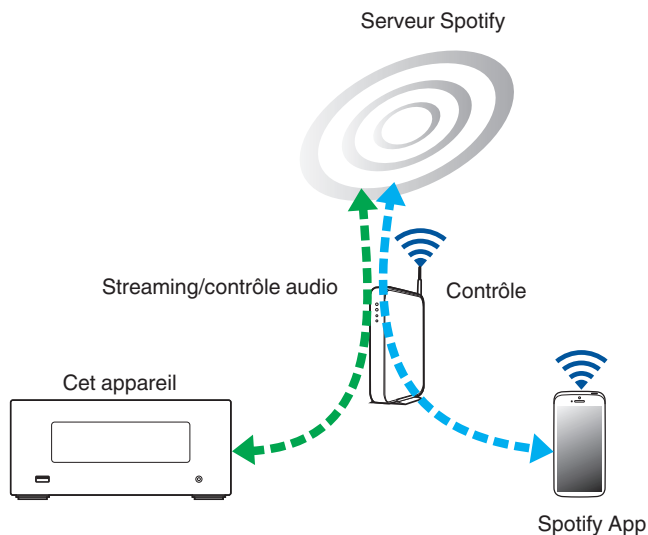 Serveur Spotify
Streaming/contrôle audio
Contrôle
Cet appareil
Spotify App